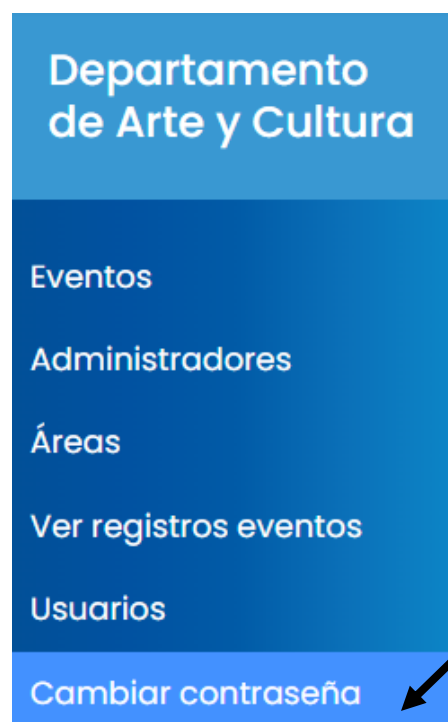 Departamento
de Arte y Cultura
Eventos
Administradores
Áreas
Ver registros eventos
Usuarios
Cambiar contraseña